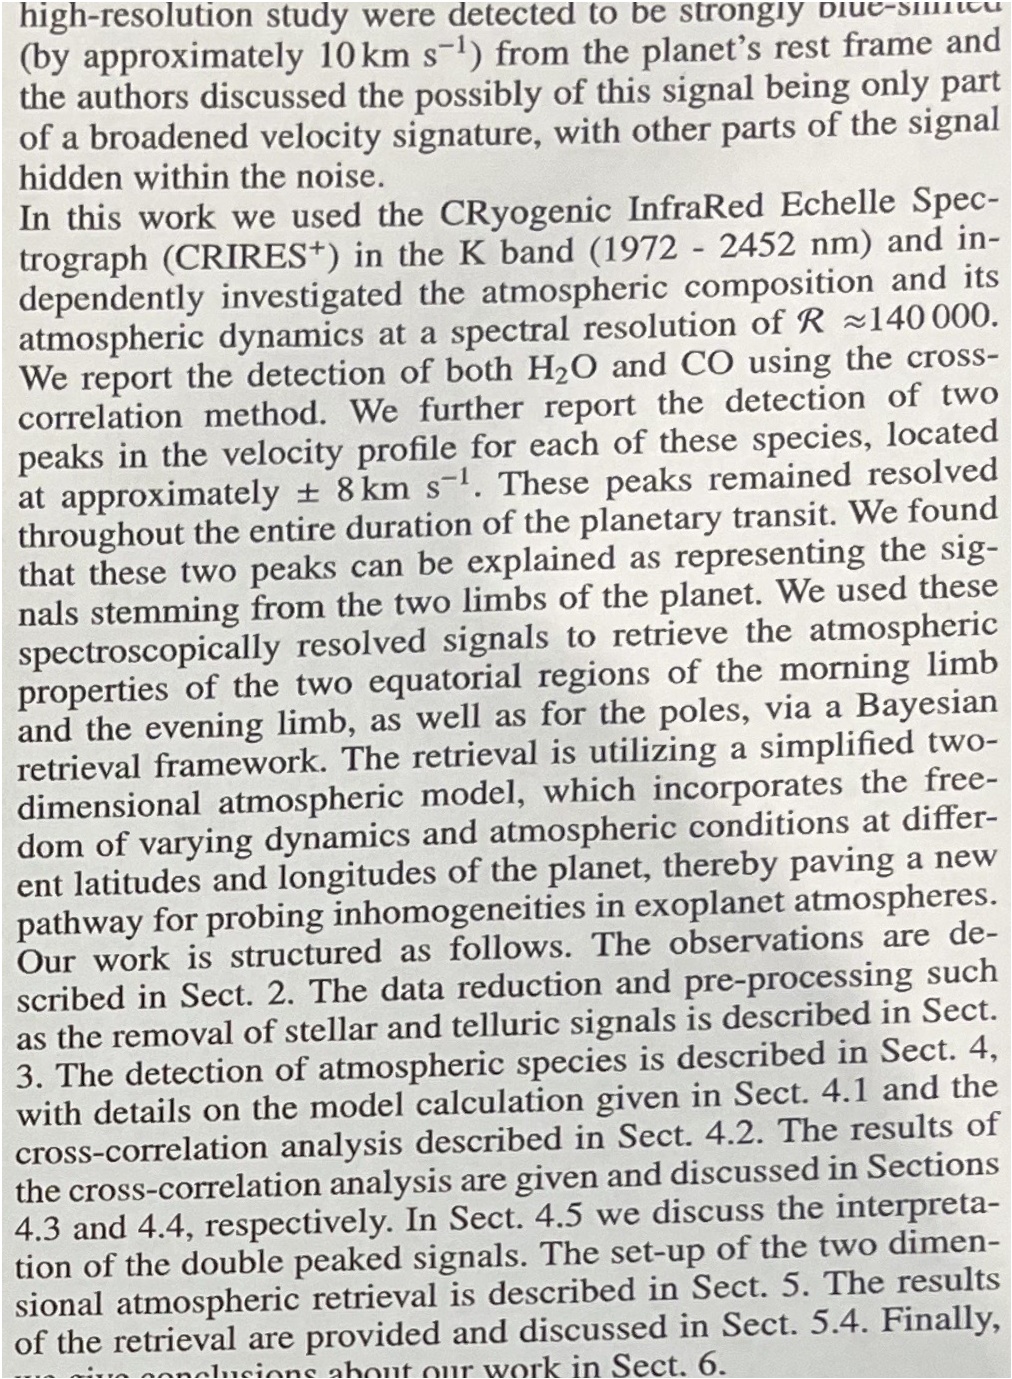 high-resolution study were detected to be strongly blue-shifted
(by approximately 10 km s⁻¹) from the planet's rest frame and
the authors discussed the possibly of this signal being only part
of a broadened velocity signature, with other parts of the signal
hidden within the noise.
In this work we used the CRyogenic InfraRed Echelle Spec-
trograph (CRIRES⁺) in the K band (1972 - 2452 nm) and in-
dependently investigated the atmospheric composition and its
atmospheric dynamics at a spectral resolution of ℛ ≈140 000.
We report the detection of both H₂O and CO using the cross-
correlation method. We further report the detection of two
peaks in the velocity profile for each of these species, located
at approximately ± 8 km s⁻¹. These peaks remained resolved
throughout the entire duration of the planetary transit. We found
that these two peaks can be explained as representing the sig-
nals stemming from the two limbs of the planet. We used these
spectroscopically resolved signals to retrieve the atmospheric
properties of the two equatorial regions of the morning limb
and the evening limb, as well as for the poles, via a Bayesian
retrieval framework. The retrieval is utilizing a simplified two-
dimensional atmospheric model, which incorporates the free-
dom of varying dynamics and atmospheric conditions at differ-
ent latitudes and longitudes of the planet, thereby paving a new
pathway for probing inhomogeneities in exoplanet atmospheres.
Our work is structured as follows. The observations are de-
scribed in Sect. 2. The data reduction and pre-processing such
as the removal of stellar and telluric signals is described in Sect.
3. The detection of atmospheric species is described in Sect. 4,
with details on the model calculation given in Sect. 4.1 and the
cross-correlation analysis described in Sect. 4.2. The results of
the cross-correlation analysis are given and discussed in Sections
4.3 and 4.4, respectively. In Sect. 4.5 we discuss the interpreta-
tion of the double peaked signals. The set-up of the two dimen-
sional atmospheric retrieval is described in Sect. 5. The results
of the retrieval are provided and discussed in Sect. 5.4. Finally,
we give conclusions about our work in Sect. 6.